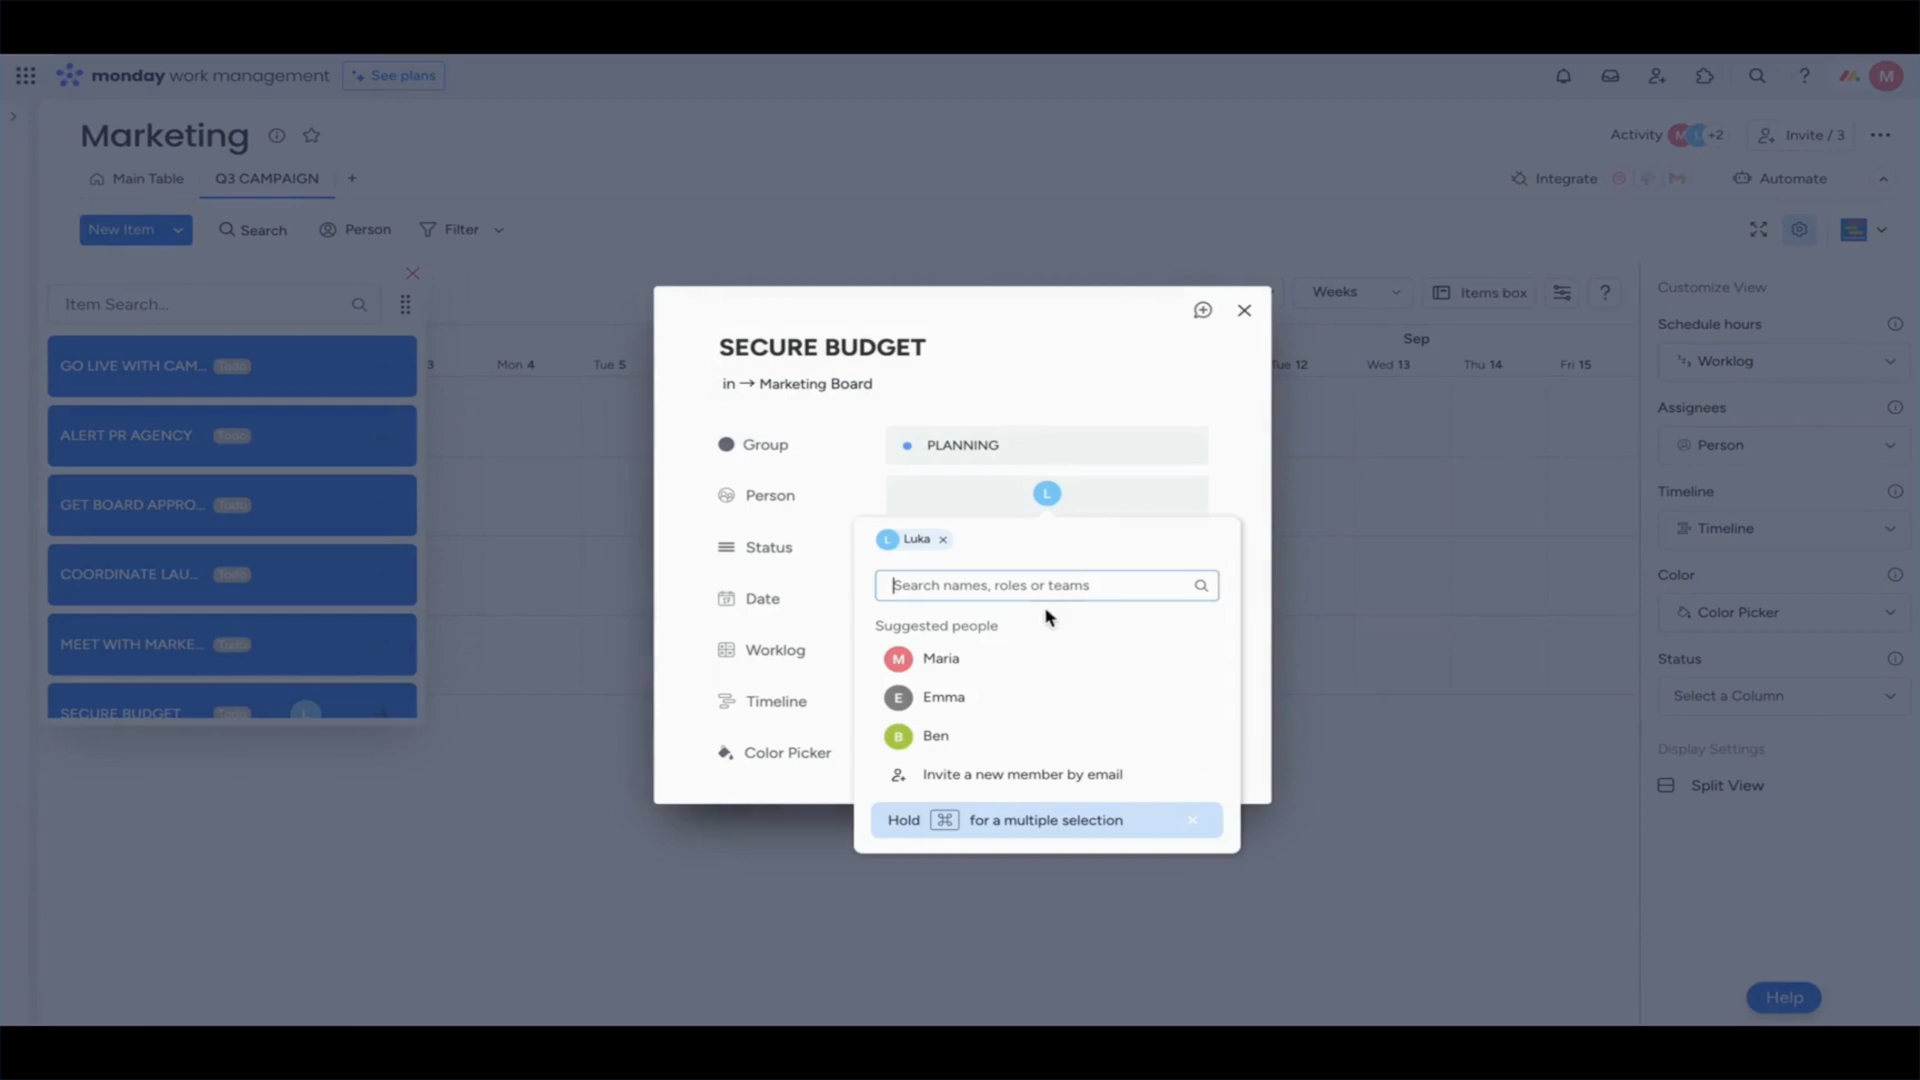 monday work management
See plans
M
Marketing
Activity
M
L
+2
Invite / 3
Main Table
Q3 CAMPAIGN
+
Integrate
Automate
New Item
Search
Person
Filter
Item Search...
Weeks
Items box
?
GO LIVE WITH CAM... Todo
ALERT PR AGENCY Todo
GET BOARD APPRO... Todo
COORDINATE LAU... Todo
MEET WITH MARKE... Todo
SECURE BUDGET Todo L
Sep
3 Mon 4 Tue 5 Tue 12 Wed 13 Thu 14 Fri 15
SECURE BUDGET
in → Marketing Board
Group
PLANNING
Person
L
Status
Date
Worklog
Timeline
Color Picker
L Luka
Search names, roles or teams
Suggested people
M Maria
E Emma
B Ben
Invite a new member by email
Hold ⌘ for a multiple selection
Customize View
Schedule hours
Worklog
Assignees
Person
Timeline
Timeline
Color
Color Picker
Status
Select a Column
Display Settings
Split View
Help